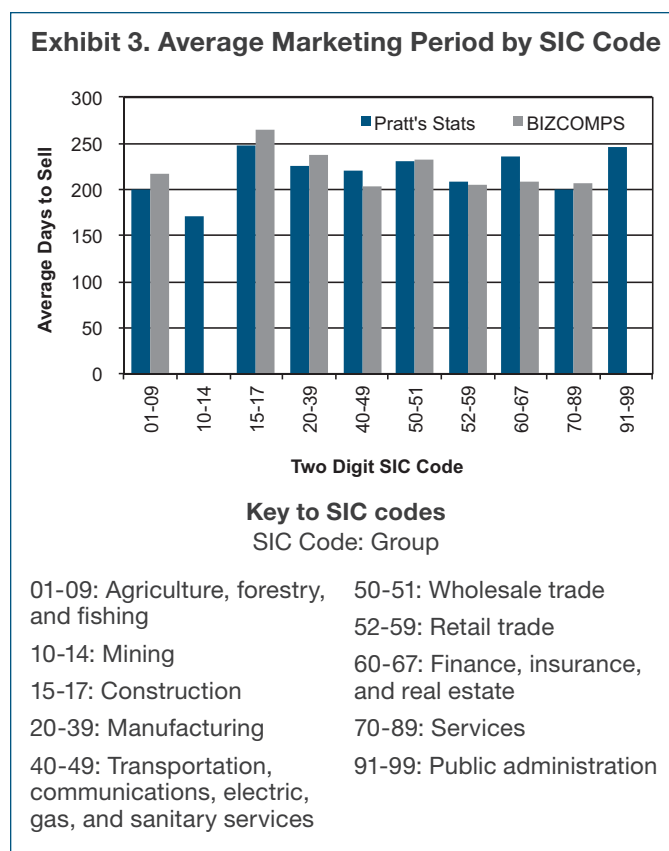 Exhibit 3. Average Marketing Period by SIC Code
Average Days to Sell
300
250
200
150
100
50
0
Pratt's Stats
BIZCOMPS
01-09
10-14
15-17
20-39
40-49
50-51
52-59
60-67
70-89
91-99
Two Digit SIC Code
Key to SIC codes
SIC Code: Group
01-09: Agriculture, forestry,
and fishing
10-14: Mining
15-17: Construction
20-39: Manufacturing
40-49: Transportation,
communications, electric,
gas, and sanitary services
50-51: Wholesale trade
52-59: Retail trade
60-67: Finance, insurance,
and real estate
70-89: Services
91-99: Public administration